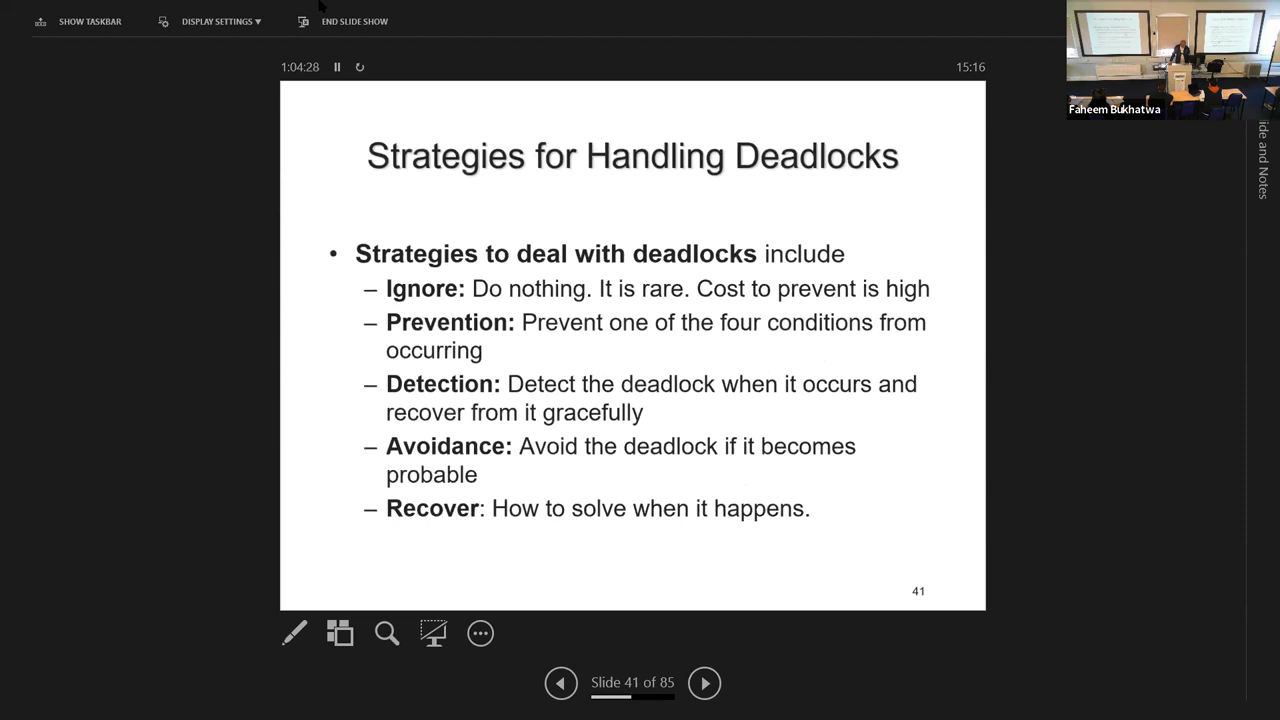 SHOW TASKBAR
DISPLAY SETTINGS ▾
END SLIDE SHOW
1:04:28
15:16
Faheem Bukhatwa
ide and Notes
Strategies for Handling Deadlocks
• Strategies to deal with deadlocks include
– Ignore: Do nothing. It is rare. Cost to prevent is high
– Prevention: Prevent one of the four conditions from
occurring
– Detection: Detect the deadlock when it occurs and
recover from it gracefully
– Avoidance: Avoid the deadlock if it becomes
probable
– Recover: How to solve when it happens.
41
Slide 41 of 85